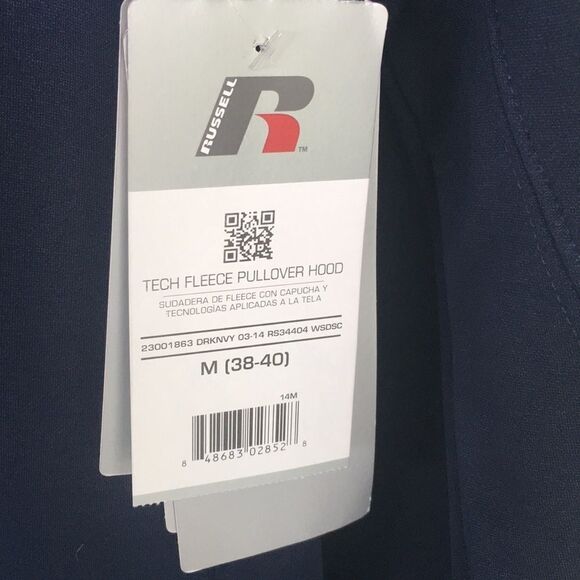 RUSSELL
R
TM
TECH FLEECE PULLOVER HOOD
SUDADERA DE FLEECE CON CAPUCHA Y
TECNOLOGÍAS APLICADAS A LA TELA
23001863 DRKNVY 03-14 RS34404 WSDSC
M (38-40)
14M
8 48683 02852 8